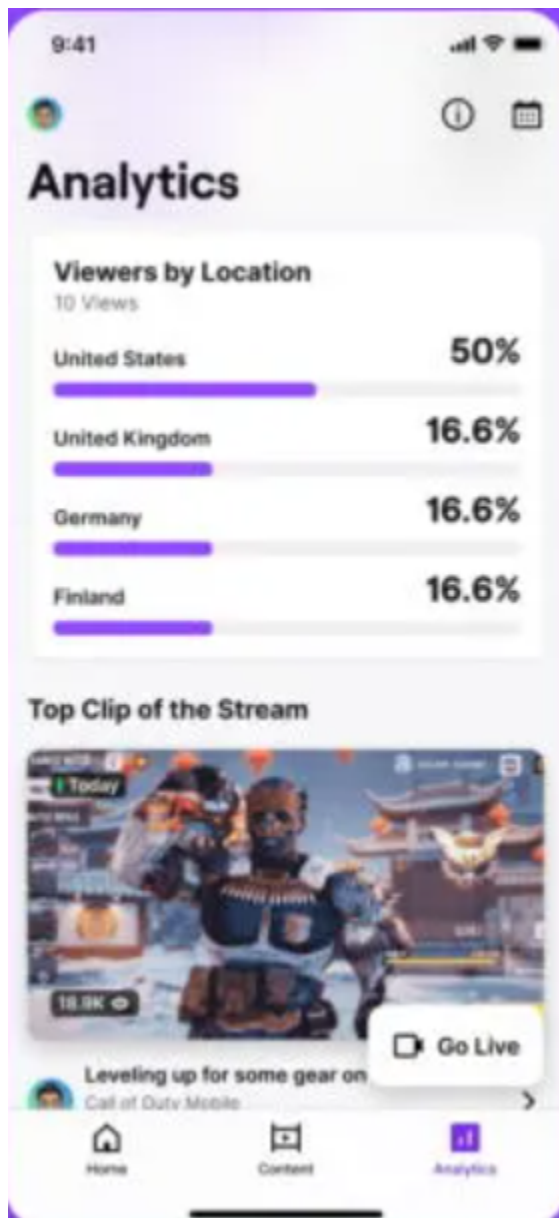 9:41
Analytics
Viewers by Location
10 Views
United States
50%
United Kingdom
16.6%
Germany
16.6%
Finland
16.6%
Top Clip of the Stream
Today
18.9K
Go Live
Leveling up for some gear on
Call of Duty Mobile
Home
Content
Analytics